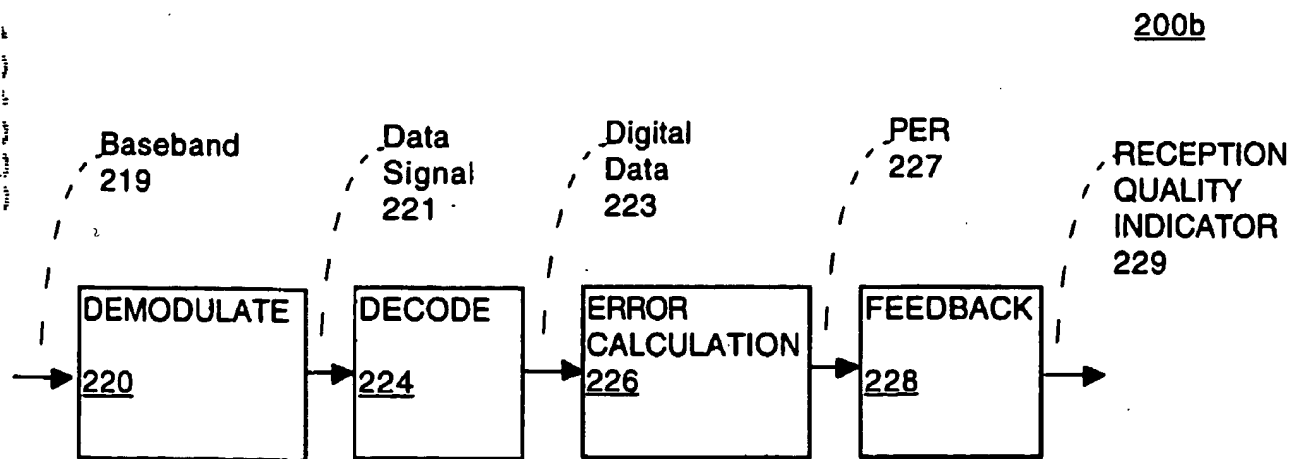 200b
Baseband
219
Data
Signal
221
Digital
Data
223
PER
227
RECEPTION
QUALITY
INDICATOR
229
DEMODULATE
220
DECODE
224
ERROR
CALCULATION
226
FEEDBACK
228